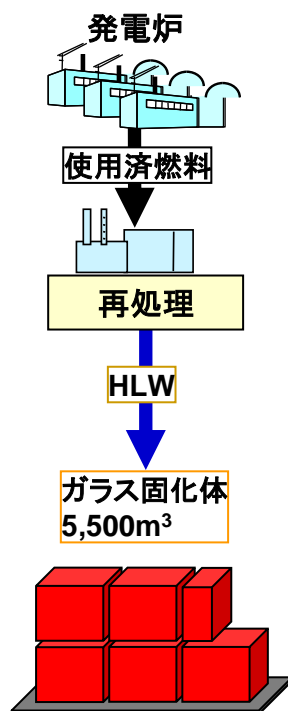 発電炉
使用済燃料
再処理
HLW
ガラス固化体
5,500m³